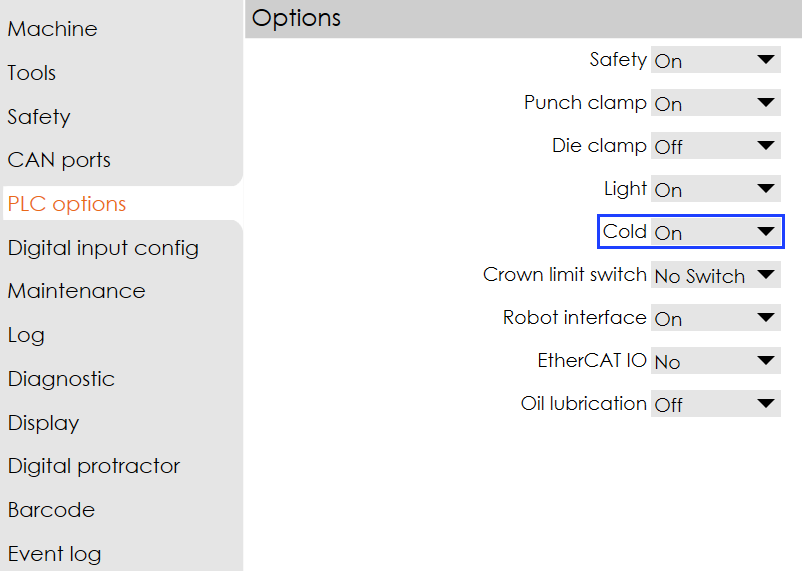 Machine
Tools
Safety
CAN ports
PLC options
Digital input config
Maintenance
Log
Diagnostic
Display
Digital protractor
Barcode
Event log
Options
Safety On
Punch clamp On
Die clamp Off
Light On
Cold On
Crown limit switch No Switch
Robot interface On
EtherCAT IO No
Oil lubrication Off